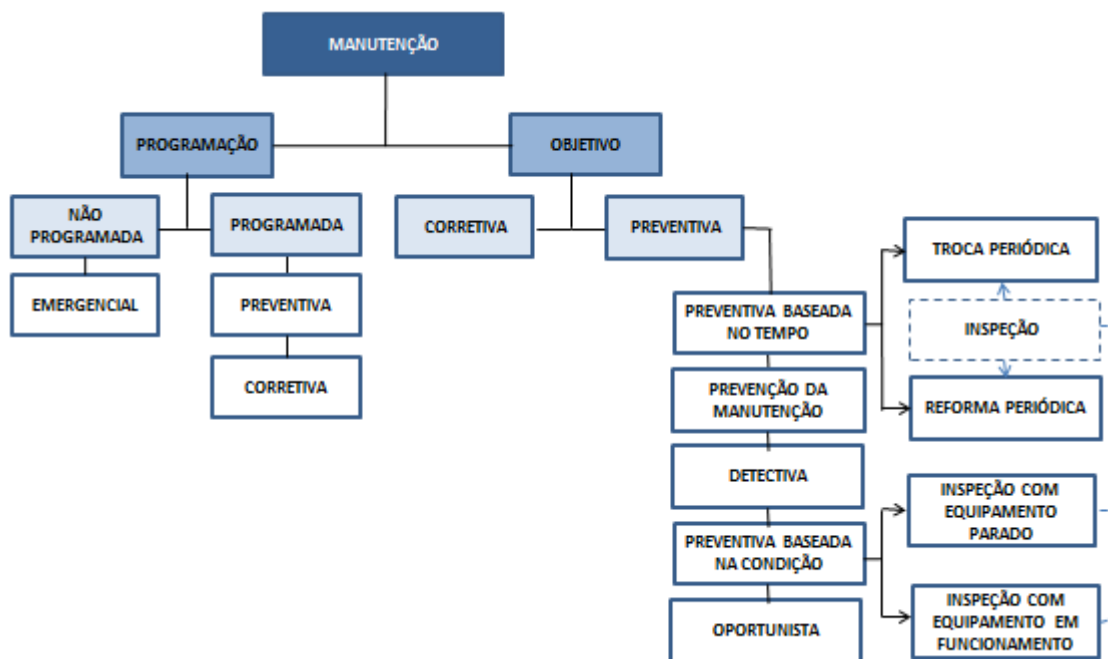 MANUTENÇÃO
PROGRAMAÇÃO
OBJETIVO
NÃO
PROGRAMADA
PROGRAMADA
CORRETIVA
PREVENTIVA
EMERGENCIAL
PREVENTIVA
CORRETIVA
PREVENTIVA BASEADA
NO TEMPO
TROCA PERIÓDICA
INSPEÇÃO
REFORMA PERIÓDICA
PREVENÇÃO DA
MANUTENÇÃO
DETECTIVA
PREVENTIVA BASEADA
NA CONDIÇÃO
INSPEÇÃO COM
EQUIPAMENTO
PARADO
INSPEÇÃO COM
EQUIPAMENTO EM
FUNCIONAMENTO
OPORTUNISTA